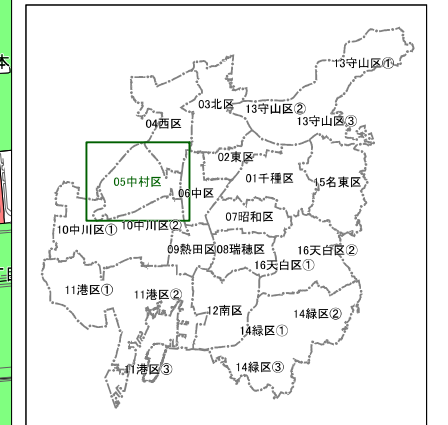 本
13守山区①
03北区
13守山区②
04西区
13守山区③
02東区
01千種区
05中村区
15名東区
06中区
07昭和区
10中川区①
10中川区②
09熱田区
08瑞穂区
16天白区②
16天白区①
11港区①
11港区②
12南区
14緑区②
14緑区①
11港区③
14緑区③